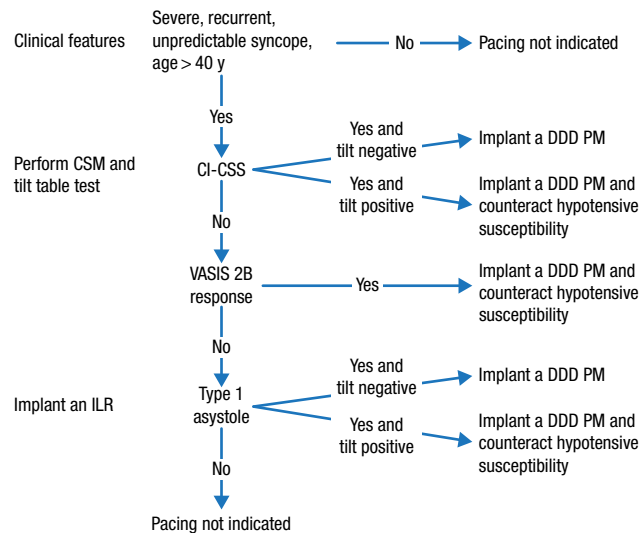 Clinical features
Severe, recurrent,
unpredictable syncope,
age > 40 y
No
Pacing not indicated
Yes
Perform CSM and
tilt table test
CI-CSS
Yes and
tilt negative
Implant a DDD PM
Yes and
tilt positive
Implant a DDD PM and
counteract hypotensive
susceptibility
No
VASIS 2B
response
Yes
Implant a DDD PM and
counteract hypotensive
susceptibility
No
Implant an ILR
Type 1
asystole
Yes and
tilt negative
Implant a DDD PM
Yes and
tilt positive
Implant a DDD PM and
counteract hypotensive
susceptibility
No
Pacing not indicated